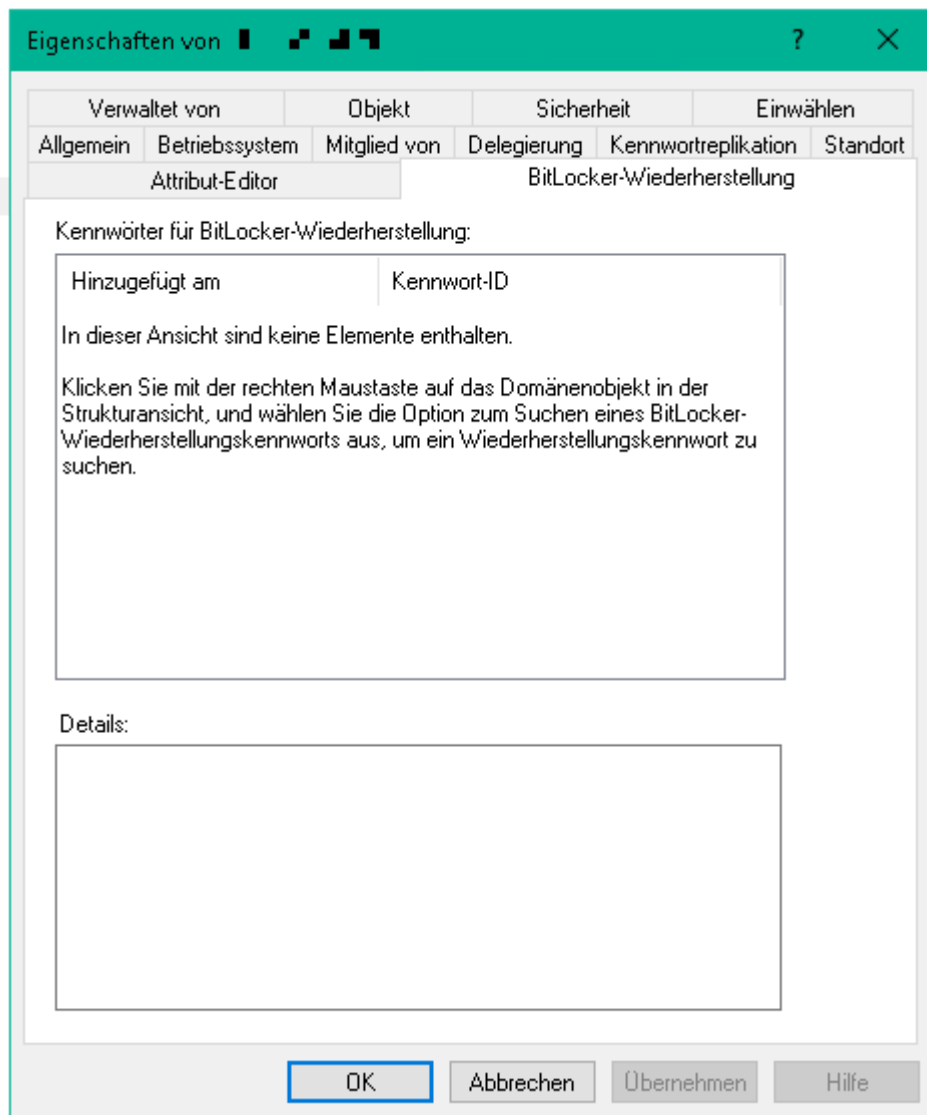 Eigenschaften von
?
Verwaltet von Objekt Sicherheit Einwählen
Allgemein Betriebssystem Mitglied von Delegierung Kennwortreplikation Standort
Attribut-Editor BitLocker-Wiederherstellung
Kennwörter für BitLocker-Wiederherstellung:
Hinzugefügt am Kennwort-ID
In dieser Ansicht sind keine Elemente enthalten.
Klicken Sie mit der rechten Maustaste auf das Domänenobjekt in der
Strukturansicht, und wählen Sie die Option zum Suchen eines BitLocker-
Wiederherstellungskennworts aus, um ein Wiederherstellungskennwort zu
suchen.
Details:
OK Abbrechen Übernehmen Hilfe